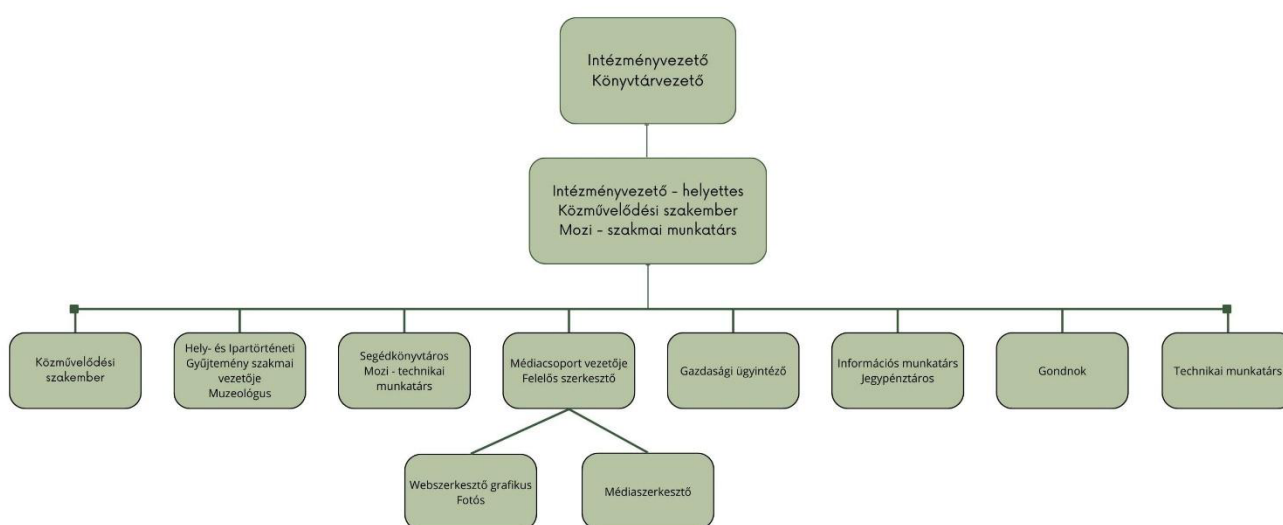 Intézményvezető
Könyvtárvezető
Intézményvezető - helyettes
Közművelődési szakember
Mozi - szakmai munkatárs
Közművelődési
szakember
Hely- és Ipartörténeti
Gyűjtemény szakmai
vezetője
Muzeológus
Segédkönyvtáros
Mozi - technikai
munkatárs
Médiacsoport vezetője
Felelős szerkesztő
Gazdasági ügyintéző
Információs munkatárs
Jegypénztáros
Gondnok
Technikai munkatárs
Webszerkesztő grafikus
Fotós
Médiaszerkesztő